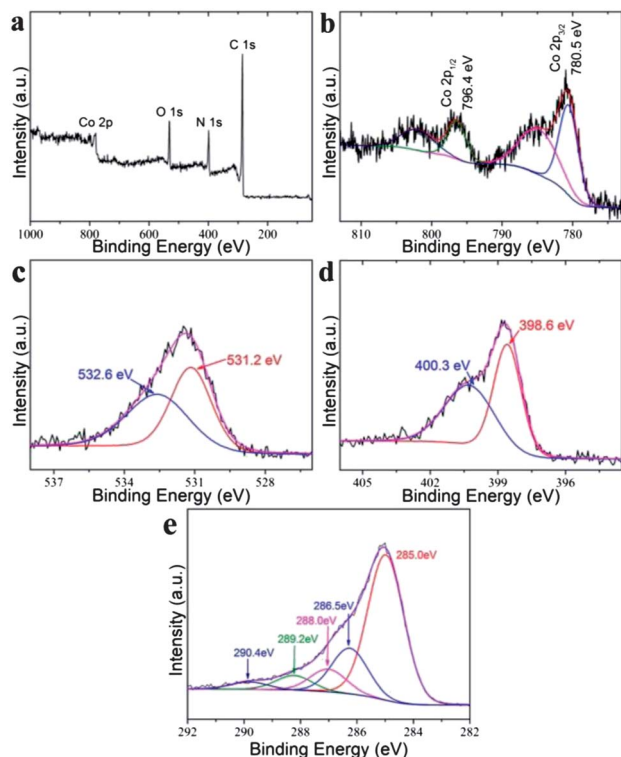 a
C 1s
O 1s
N 1s
Co 2p
Intensity (a.u.)
1000 800 600 400 200
Binding Energy (eV)
b
Co 2p1/2
796.4 eV
Co 2p3/2
780.5 eV
Intensity (a.u.)
810 800 790 780
Binding Energy (eV)
c
532.6 eV
531.2 eV
Intensity (a.u.)
537 534 531 528
Binding Energy (eV)
d
398.6 eV
400.3 eV
Intensity (a.u.)
405 402 399 396
Binding Energy (eV)
e
285.0eV
286.5eV
288.0eV
289.2eV
290.4eV
Intensity (a.u.)
292 290 288 286 284 282
Binding Energy (eV)